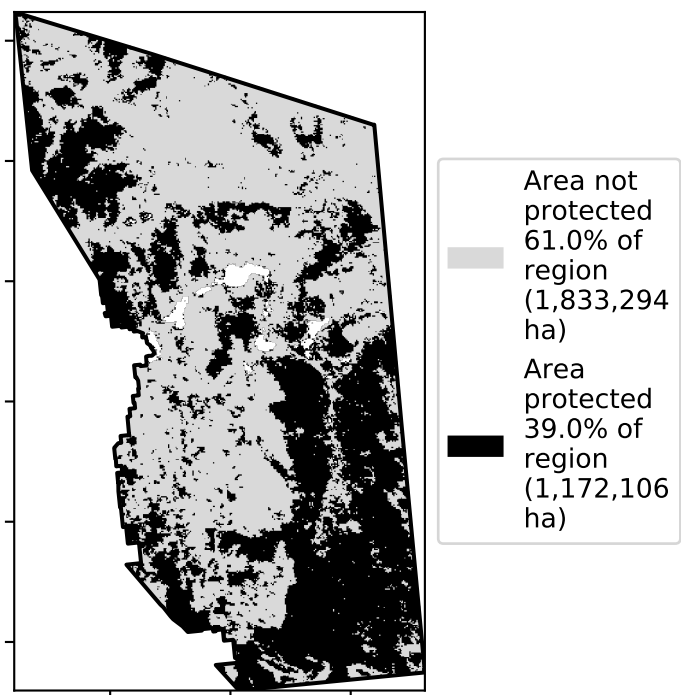 Area not
protected
61.0% of
region
(1,833,294
ha)
Area
protected
39.0% of
region
(1,172,106
ha)